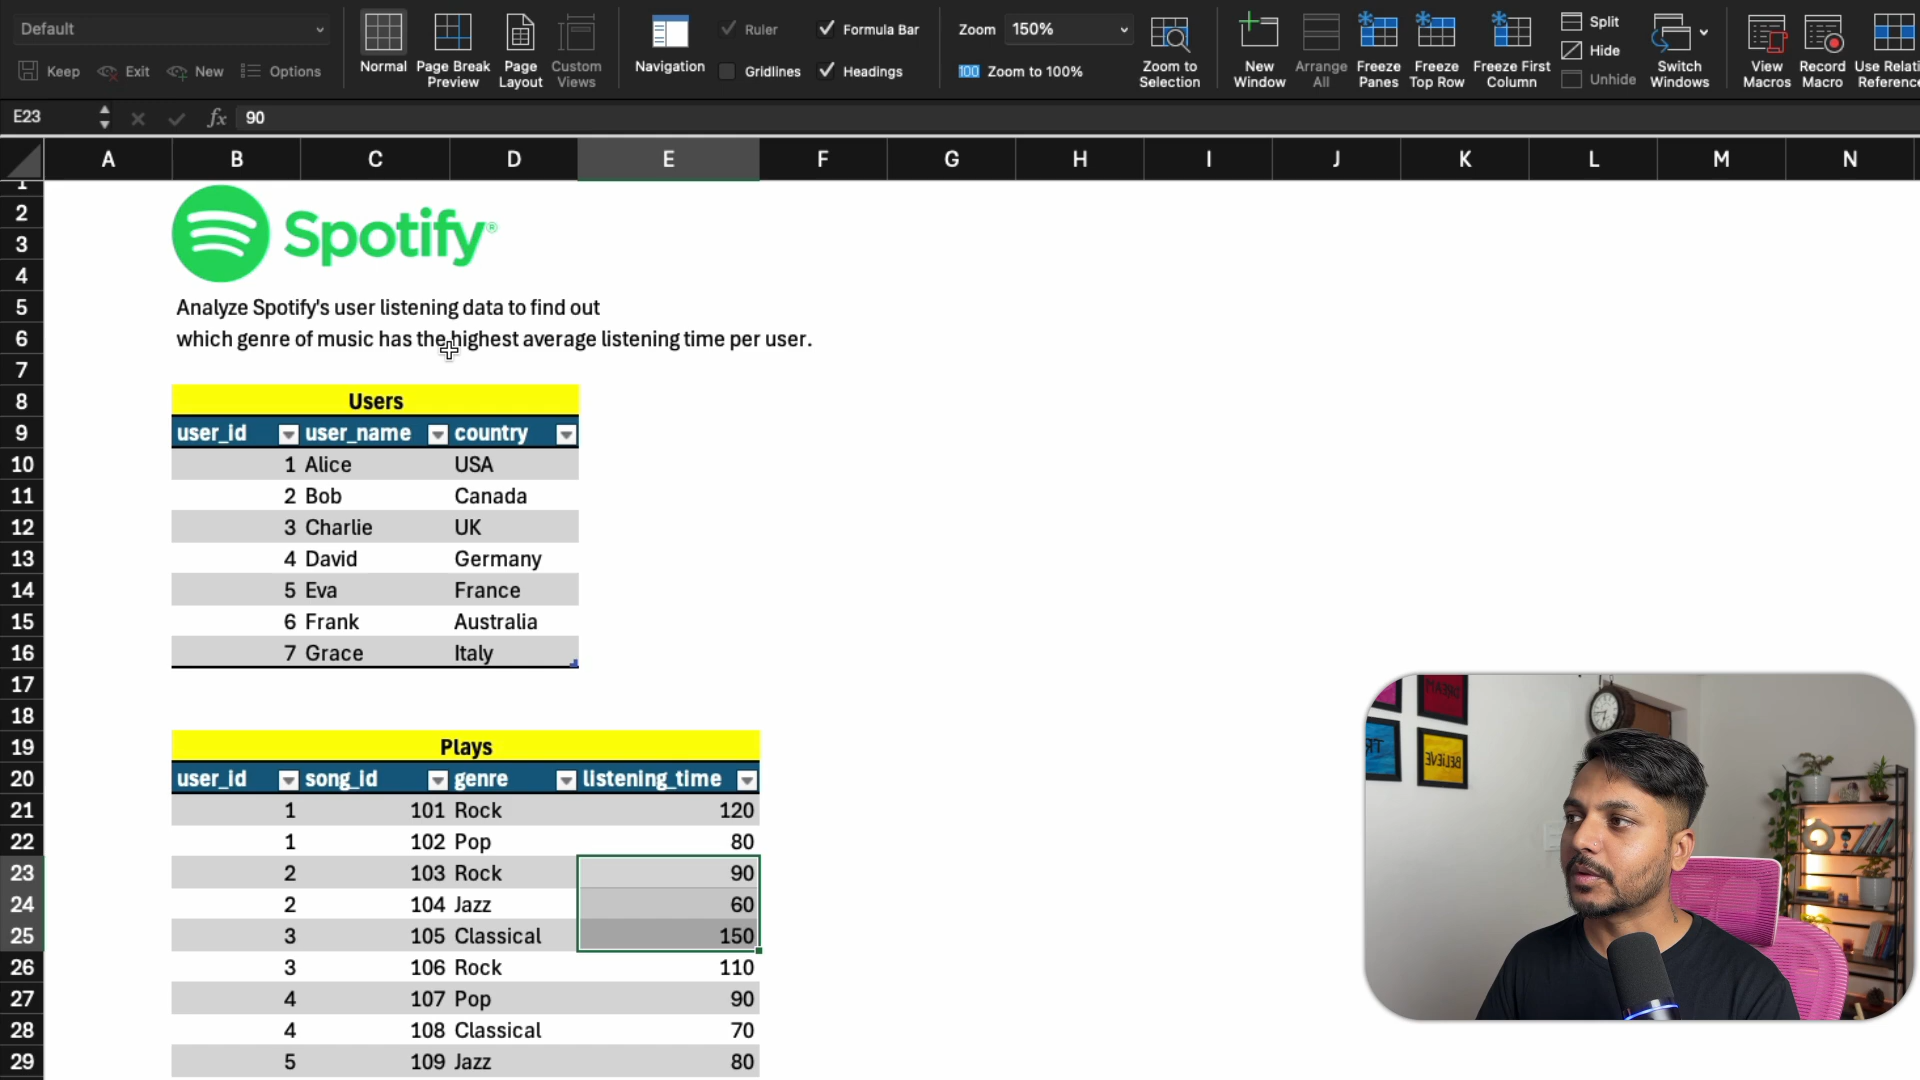 Default
Keep Exit New Options
Normal
Page Break Preview
Page Layout
Custom Views
Navigation
Ruler
Formula Bar
Gridlines
Headings
Zoom 150%
100 Zoom to 100%
Zoom to Selection
New Window
Arrange All
Freeze Panes
Freeze Top Row
Freeze First Column
Split
Hide
Unhide
Switch Windows
View Macros
Record Macro
E23 fx 90
A B C D E F G H I J K L M N
1
2
3
4
5
6
7
8
9
10
11
12
13
14
15
16
17
18
19
20
21
22
23
24
25
26
27
28
29
Spotify®
Analyze Spotify's user listening data to find out
which genre of music has the highest average listening time per user.
Users
user_id user_name country
1 Alice USA
2 Bob Canada
3 Charlie UK
4 David Germany
5 Eva France
6 Frank Australia
7 Grace Italy
Plays
user_id song_id genre listening_time
1 101 Rock 120
1 102 Pop 80
2 103 Rock 90
2 104 Jazz 60
3 105 Classical 150
3 106 Rock 110
4 107 Pop 90
4 108 Classical 70
5 109 Jazz 80
DREAM
BELIEVE